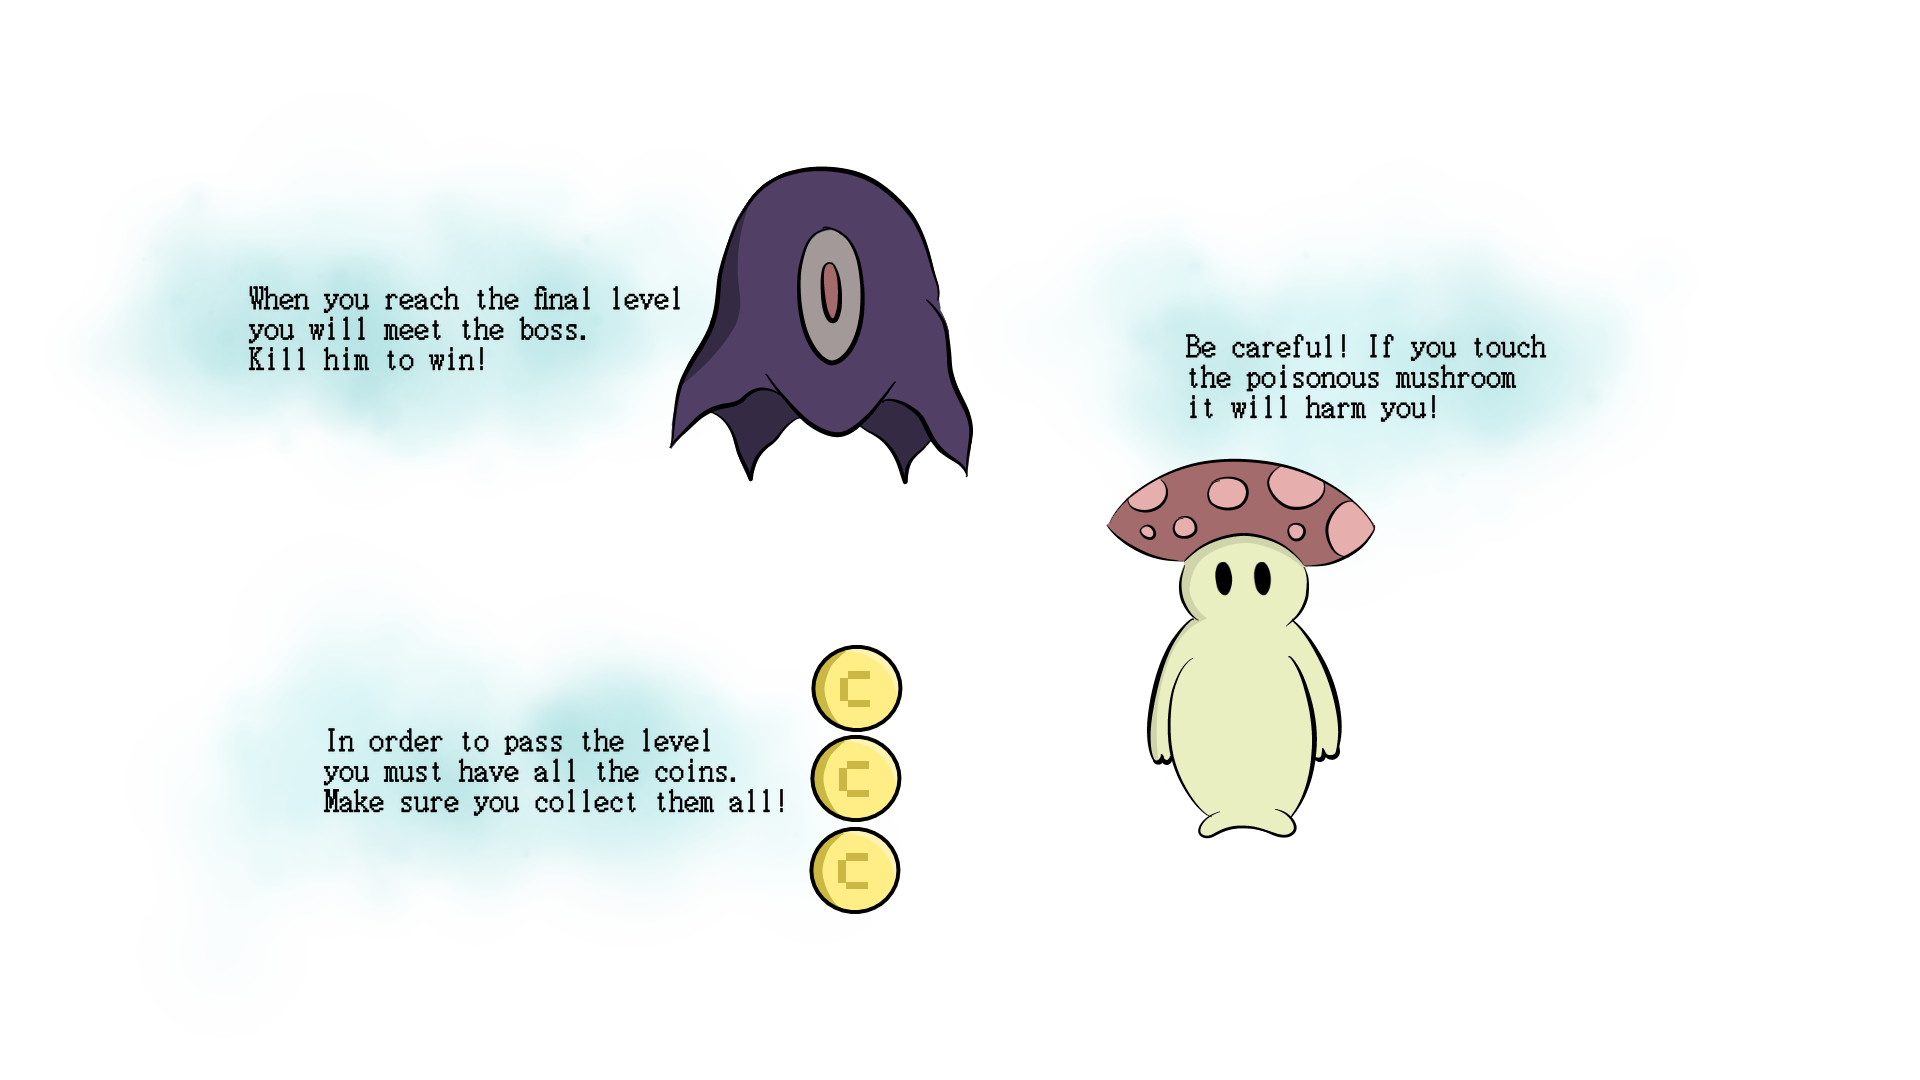 When you reach the final level
you will meet the boss.
Kill him to win!
Be careful! If you touch
the poisonous mushroom
it will harm you!
In order to pass the level
you must have all the coins.
Make sure you collect them all!
C
C
C